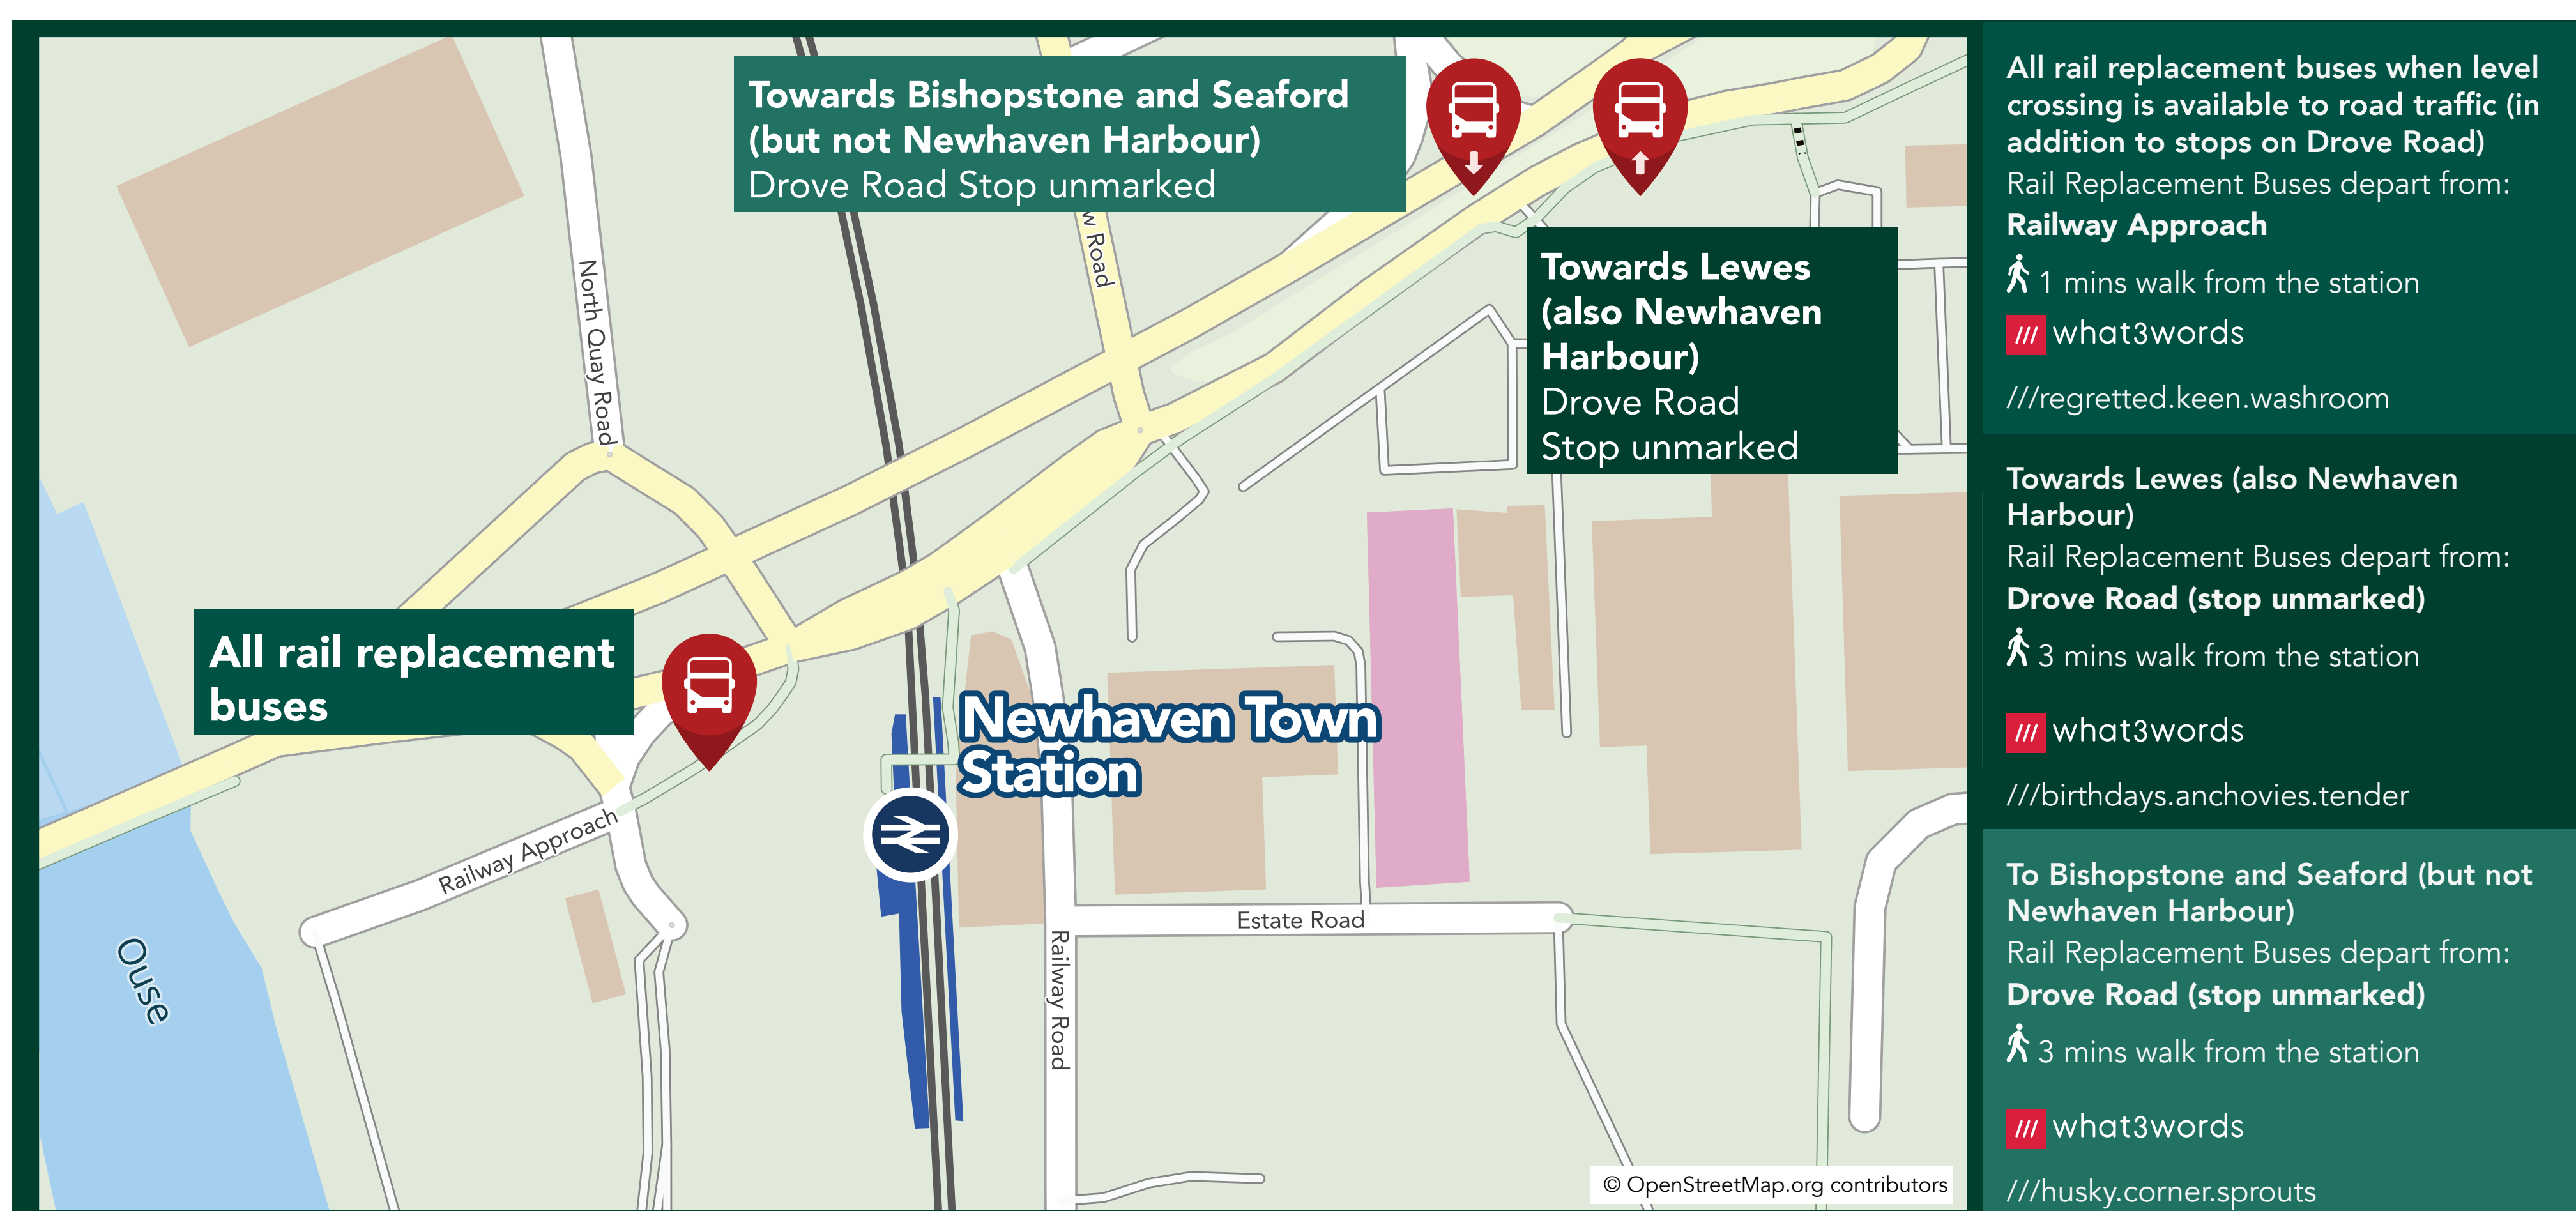 Towards Bishopstone and Seaford
(but not Newhaven Harbour)
Drove Road Stop unmarked
Towards Lewes
(also Newhaven
Harbour)
Drove Road
Stop unmarked
w Road
North Quay Road
All rail replacement
buses
Newhaven Town
Station
Railway Approach
Estate Road
Railway Road
Ouse
© OpenStreetMap.org contributors
All rail replacement buses when level
crossing is available to road traffic (in
addition to stops on Drove Road)
Rail Replacement Buses depart from:
Railway Approach
1 mins walk from the station
/// what3words
///regretted.keen.washroom
Towards Lewes (also Newhaven
Harbour)
Rail Replacement Buses depart from:
Drove Road (stop unmarked)
3 mins walk from the station
/// what3words
///birthdays.anchovies.tender
To Bishopstone and Seaford (but not
Newhaven Harbour)
Rail Replacement Buses depart from:
Drove Road (stop unmarked)
3 mins walk from the station
/// what3words
///husky.corner.sprouts